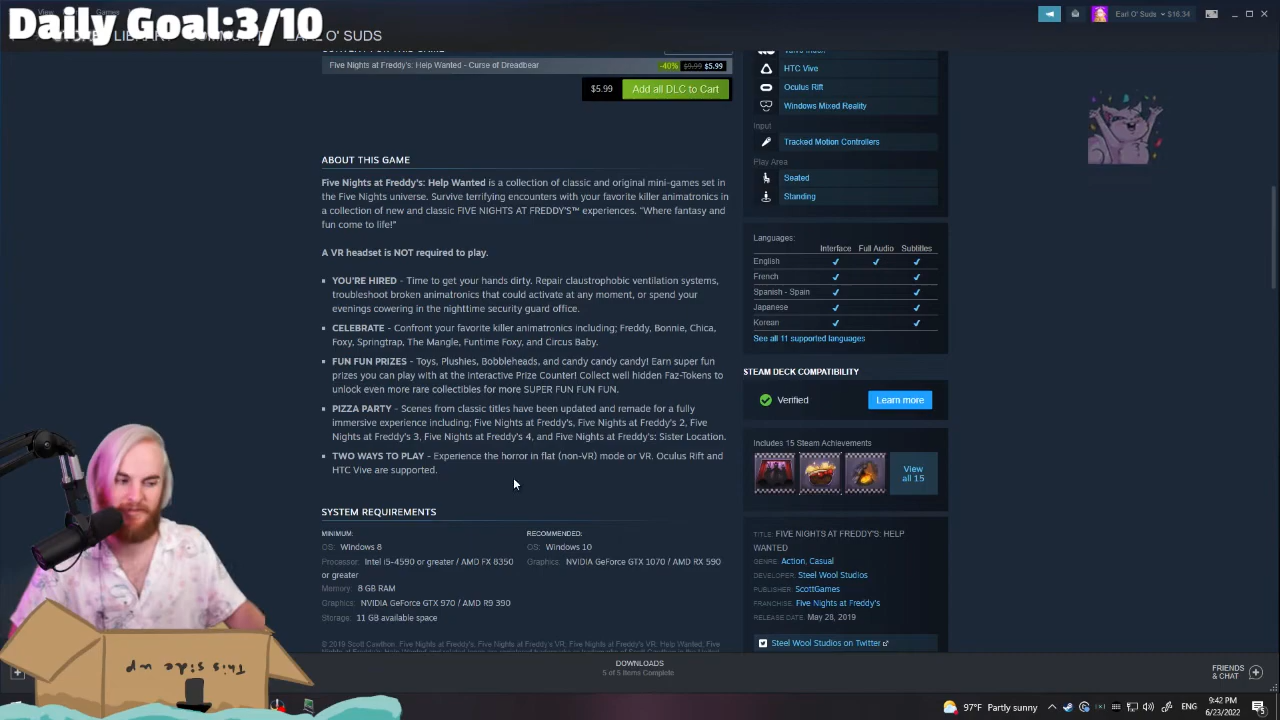 Daily Goal:3/10
Games
Earl O' Suds
$16.34
EARL O' SUDS
CONTENT FOR THIS GAME
Five Nights at Freddy's: Help Wanted - Curse of Dreadbear
-40% $9.99 $5.99
$5.99
Add all DLC to Cart
ABOUT THIS GAME
Five Nights at Freddy's: Help Wanted is a collection of classic and original mini-games set in
the Five Nights universe. Survive terrifying encounters with your favorite killer animatronics in
a collection of new and classic FIVE NIGHTS AT FREDDY'S™ experiences. "Where fantasy and
fun come to life!"
A VR headset is NOT required to play.
YOU'RE HIRED - Time to get your hands dirty. Repair claustrophobic ventilation systems,
troubleshoot broken animatronics that could activate at any moment, or spend your
evenings cowering in the nighttime security guard office.
CELEBRATE - Confront your favorite killer animatronics including; Freddy, Bonnie, Chica,
Foxy, Springtrap, The Mangle, Funtime Foxy, and Circus Baby.
FUN FUN PRIZES - Toys, Plushies, Bobbleheads, and candy candy candy! Earn super fun
prizes you can play with at the Interactive Prize Counter! Collect well hidden Faz-Tokens to
unlock even more rare collectibles for more SUPER FUN FUN FUN.
PIZZA PARTY - Scenes from classic titles have been updated and remade for a fully
immersive experience including; Five Nights at Freddy's, Five Nights at Freddy's 2, Five
Nights at Freddy's 3, Five Nights at Freddy's 4, and Five Nights at Freddy's: Sister Location.
TWO WAYS TO PLAY - Experience the horror in flat (non-VR) mode or VR. Oculus Rift and
HTC Vive are supported.
SYSTEM REQUIREMENTS
MINIMUM:
OS: Windows 8
Processor: Intel i5-4590 or greater / AMD FX 8350
or greater
Memory: 8 GB RAM
Graphics: NVIDIA GeForce GTX 970 / AMD R9 390
Storage: 11 GB available space
RECOMMENDED:
OS: Windows 10
Graphics: NVIDIA GeForce GTX 1070 / AMD RX 590
Valve Index
HTC Vive
Oculus Rift
Windows Mixed Reality
Input
Tracked Motion Controllers
Play Area
Seated
Standing
Languages:
Interface Full Audio Subtitles
English
French
Spanish - Spain
Japanese
Korean
See all 11 supported languages
STEAM DECK COMPATIBILITY
Verified
Learn more
Includes 15 Steam Achievements
View
all 15
TITLE: FIVE NIGHTS AT FREDDY'S: HELP
WANTED
GENRE: Action, Casual
DEVELOPER: Steel Wool Studios
PUBLISHER: ScottGames
FRANCHISE: Five Nights at Freddy's
RELEASE DATE: May 28, 2019
Steel Wool Studios on Twitter
This side up
DOWNLOADS
5 of 5 Items Complete
FRIENDS
& CHAT
97°F Partly sunny
ENG
9:42 PM
6/23/2022